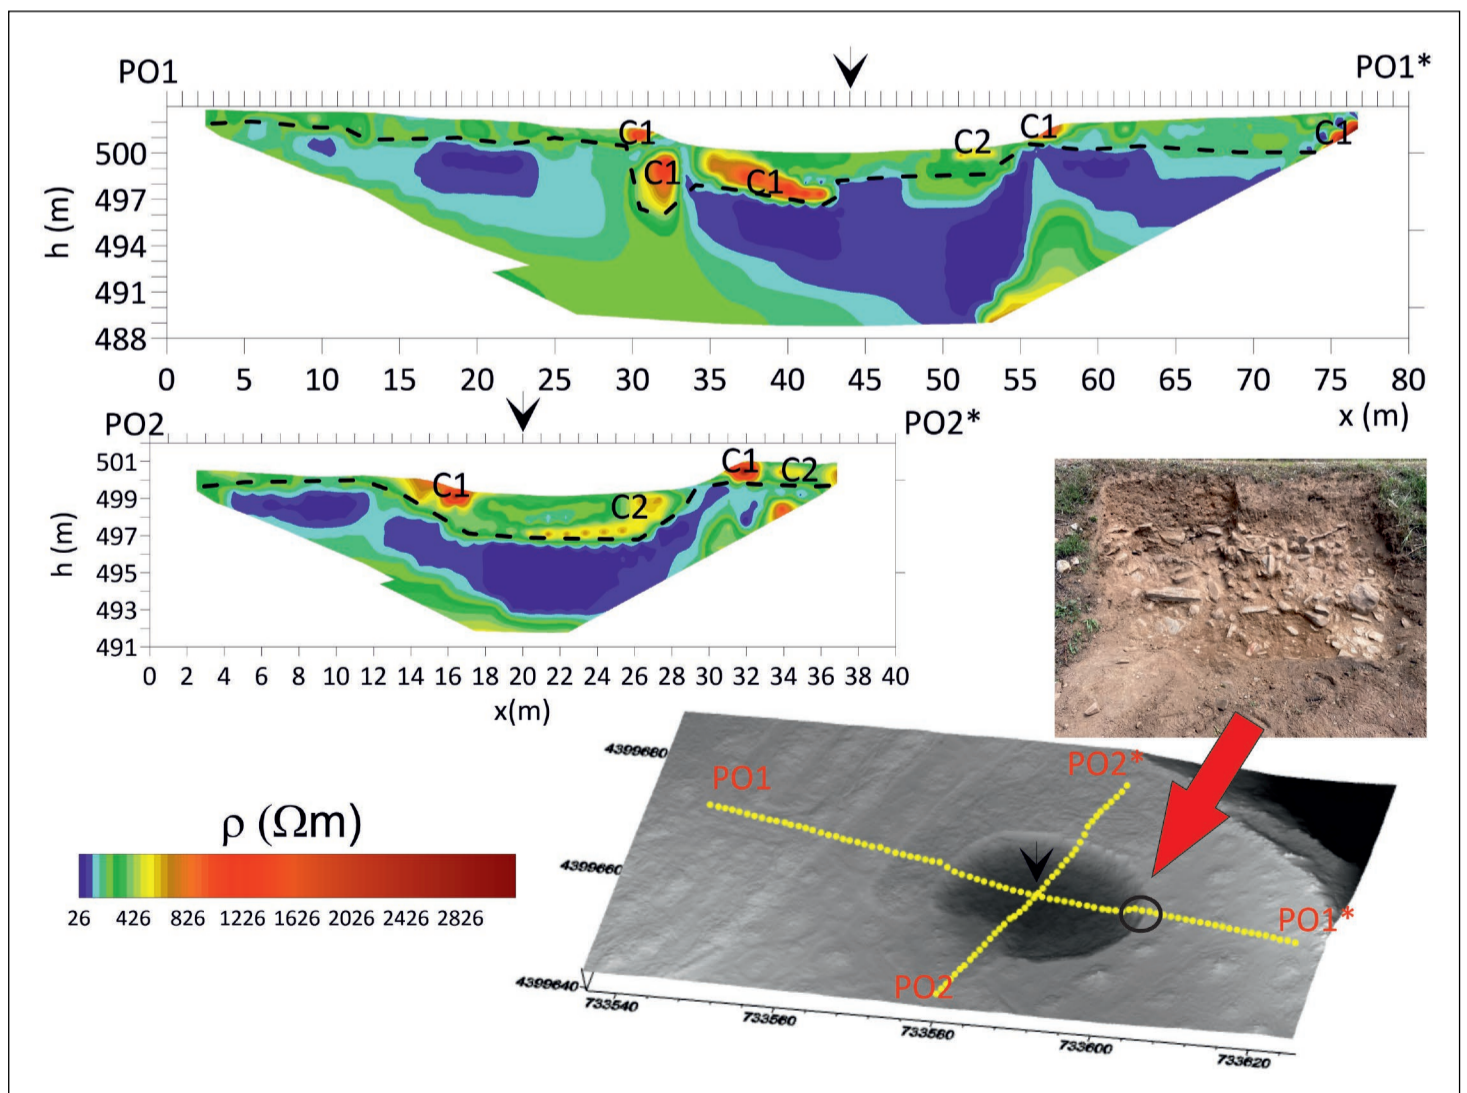 PO1
PO1*
C1
C1
C1
C2
C1
C1
500
497
494
491
488
h (m)
0 5 10 15 20 25 30 35 40 45 50 55 60 65 70 75 80
x (m)
PO2
PO2*
C1
C2
C1
C2
501
499
497
495
493
491
h (m)
0 2 4 6 8 10 12 14 16 18 20 22 24 26 28 30 32 34 36 38 40
x(m)
ρ (Ωm)
26 426 826 1226 1626 2026 2426 2826
4399680
4399660
4399640
733540
733560
733580
733600
733620
PO1
PO2*
PO1*
PO2